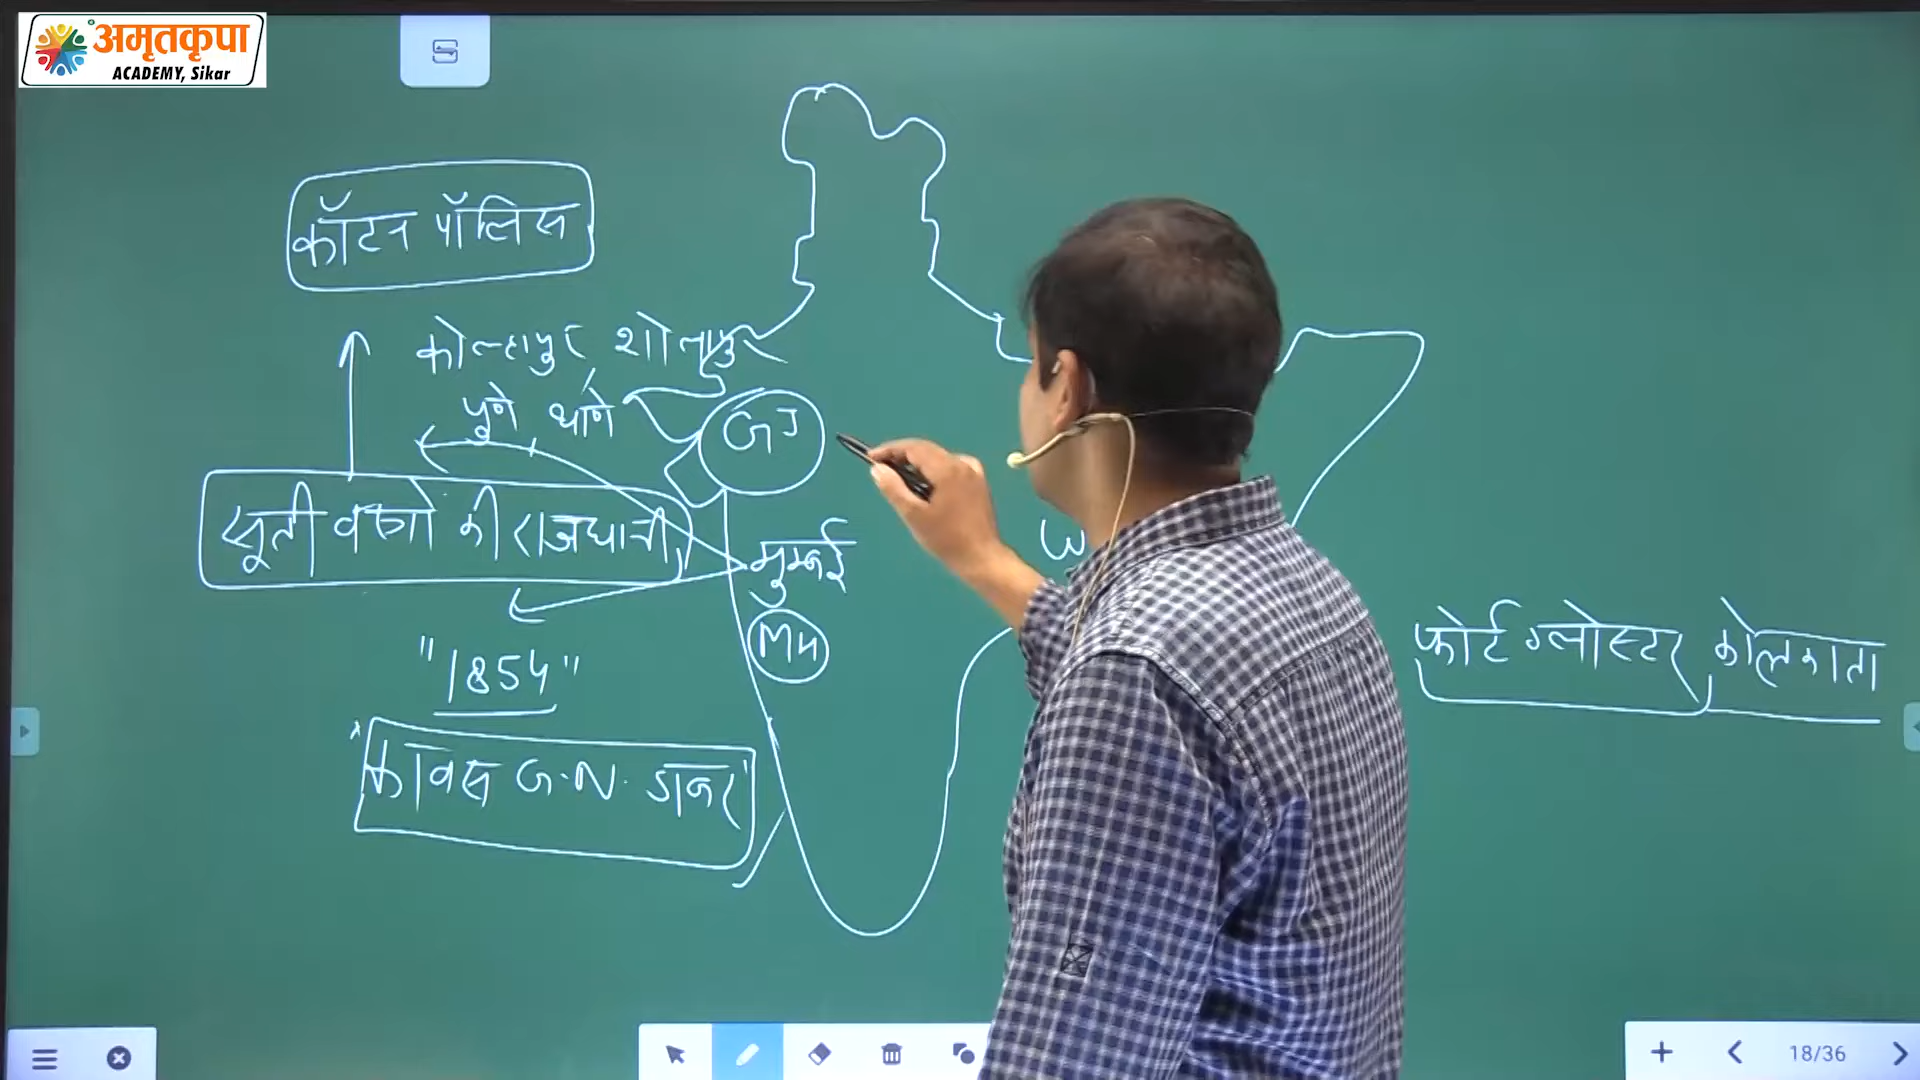 अमृतकृपा
ACADEMY, Sikar
कॉटन पॉलिस
कोल्हापुर शोलापुर
पूणे थाणे
GJ
सूती वस्त्रो की राजधानी
मुम्बई
MH
W
"1854"
कावस G.N. डाबर
फोर्ट ग्लोस्टर कोलकाता
18/36